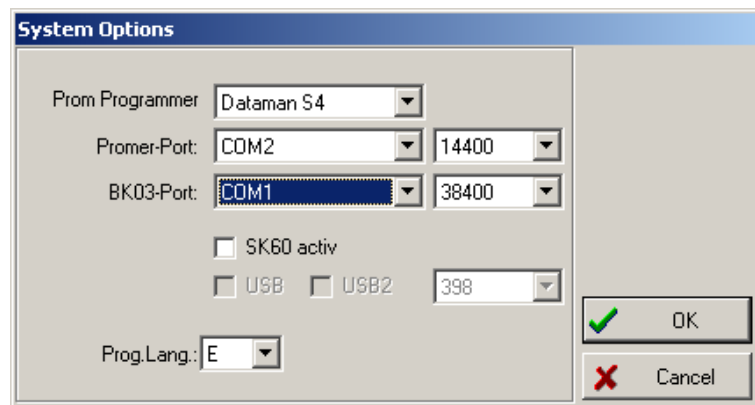 System Options
Prom Programmer Dataman S4
Promer-Port: COM2 14400
BK03-Port: COM1 38400
SK60 activ
USB USB2 398
OK
Prog.Lang.: E
Cancel